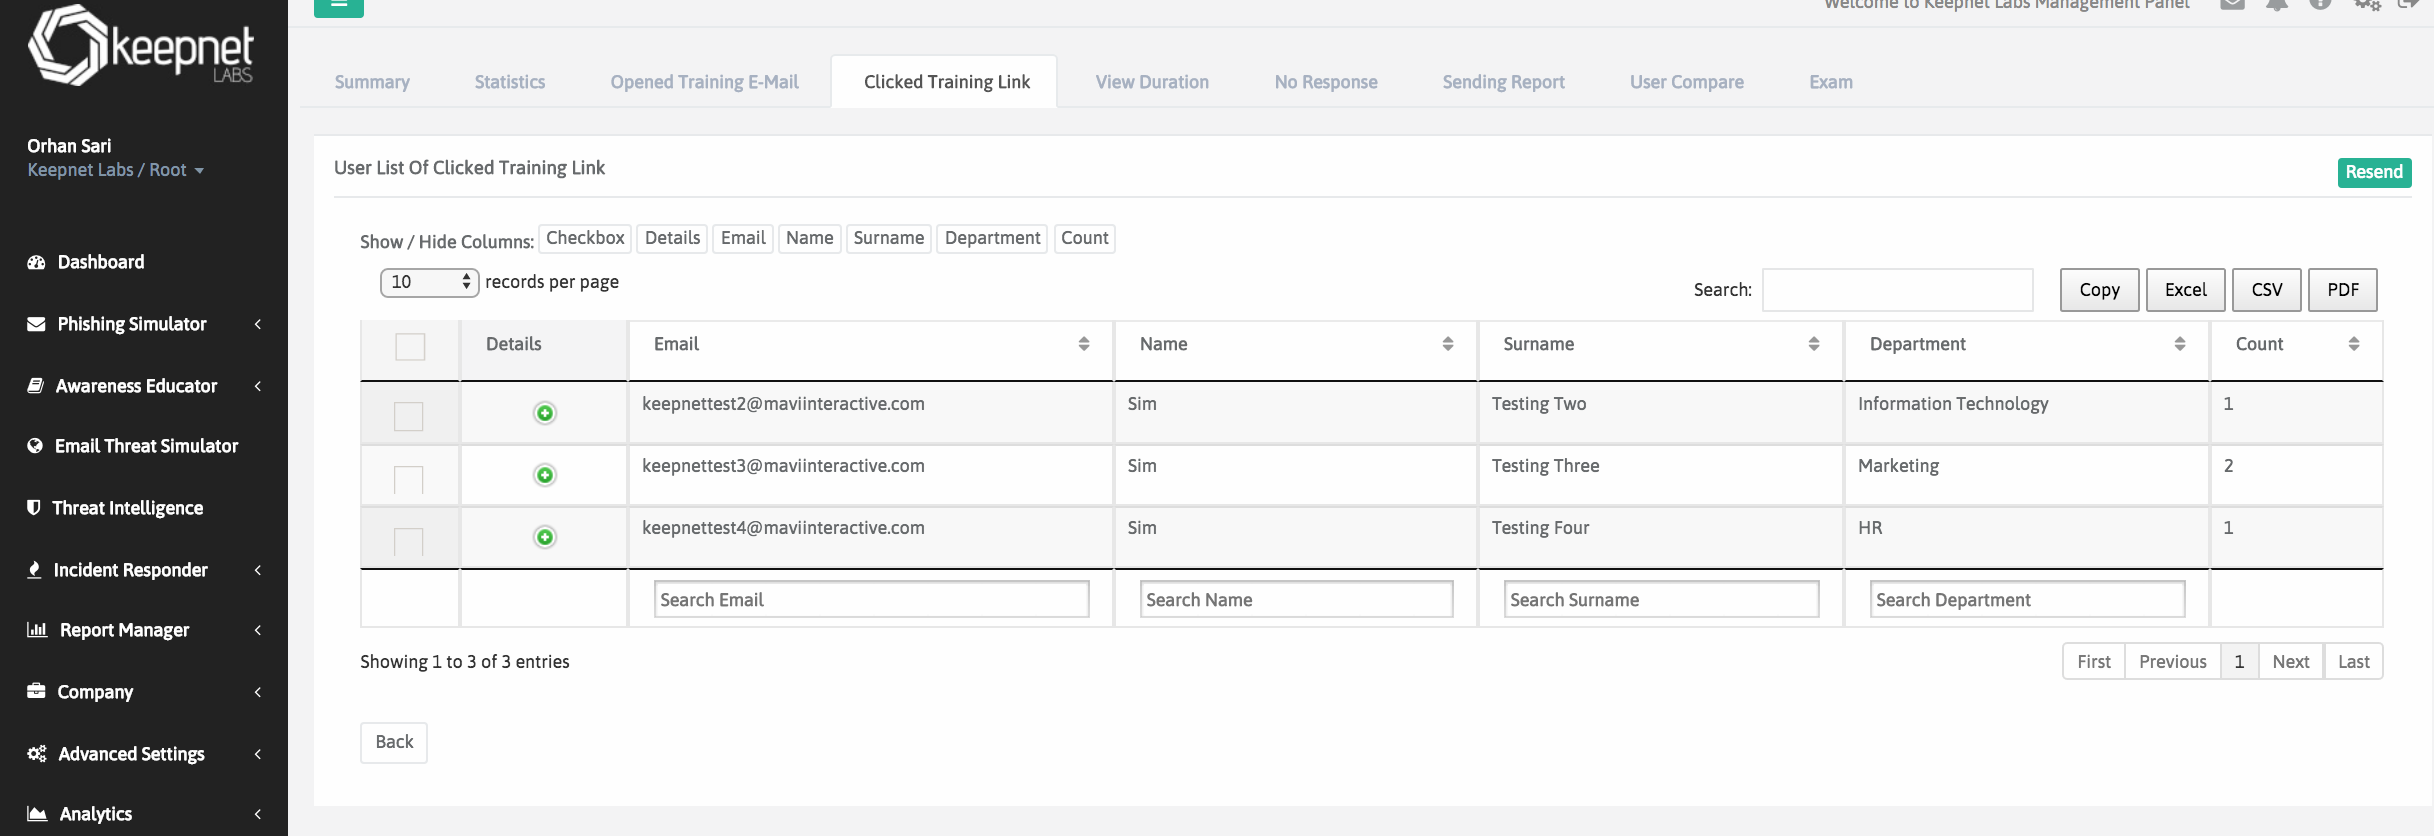 keepnet
LABS
Welcome to Keepnet Labs Management Panel
Summary Statistics Opened Training E-Mail Clicked Training Link View Duration No Response Sending Report User Compare Exam
Orhan Sari
Keepnet Labs / Root
Dashboard
Phishing Simulator
Awareness Educator
Email Threat Simulator
Threat Intelligence
Incident Responder
Report Manager
Company
Advanced Settings
Analytics
User List Of Clicked Training Link
Resend
Show / Hide Columns: Checkbox Details Email Name Surname Department Count
10 records per page
Search: Copy Excel CSV PDF
Details Email Name Surname Department Count
keepnettest2@maviinteractive.com Sim Testing Two Information Technology 1
keepnettest3@maviinteractive.com Sim Testing Three Marketing 2
keepnettest4@maviinteractive.com Sim Testing Four HR 1
Search Email Search Name Search Surname Search Department
Showing 1 to 3 of 3 entries
First Previous 1 Next Last
Back